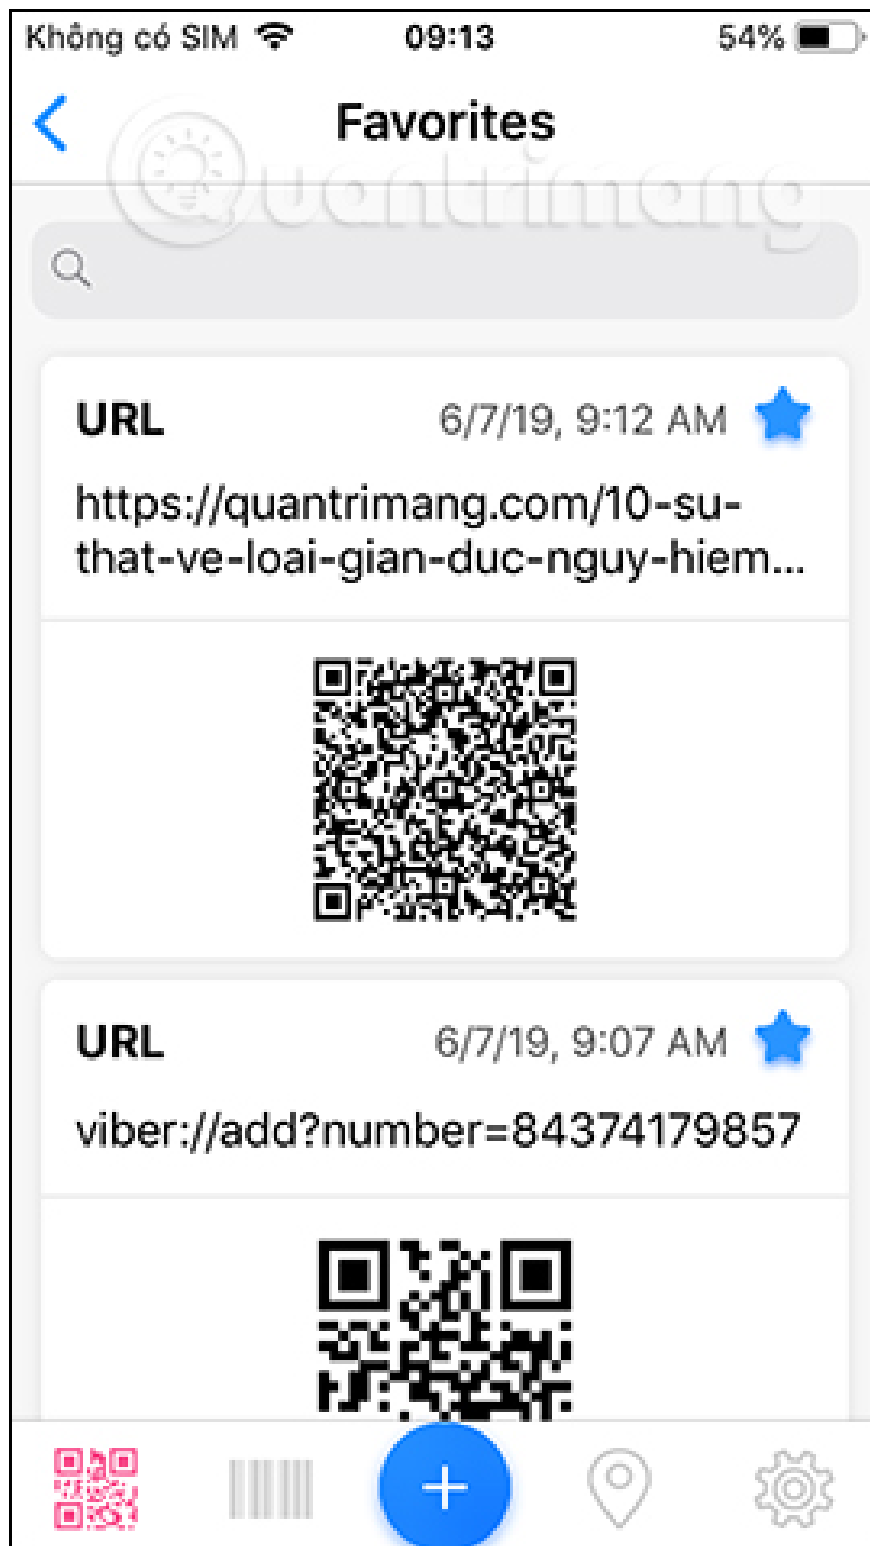 Không có SIM 09:13 54%
Favorites
Quantrimang
URL 6/7/19, 9:12 AM
https://quantrimang.com/10-su-
that-ve-loai-gian-duc-nguy-hiem...
URL 6/7/19, 9:07 AM
viber://add?number=84374179857